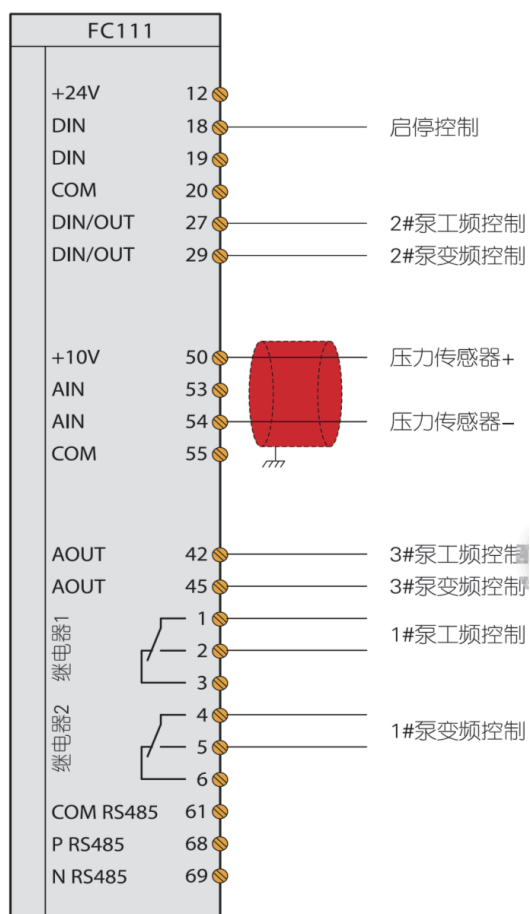 FC111
+24V 12
DIN 18 启停控制
DIN 19
COM 20
DIN/OUT 27 2#泵工频控制
DIN/OUT 29 2#泵变频控制
+10V 50 压力传感器+
AIN 53
AIN 54 压力传感器-
COM 55
AOUT 42 3#泵工频控制
AOUT 45 3#泵变频控制
继电器1
1
1#泵工频控制
2
3
继电器2
4
1#泵变频控制
5
6
COM RS485 61
P RS485 68
N RS485 69